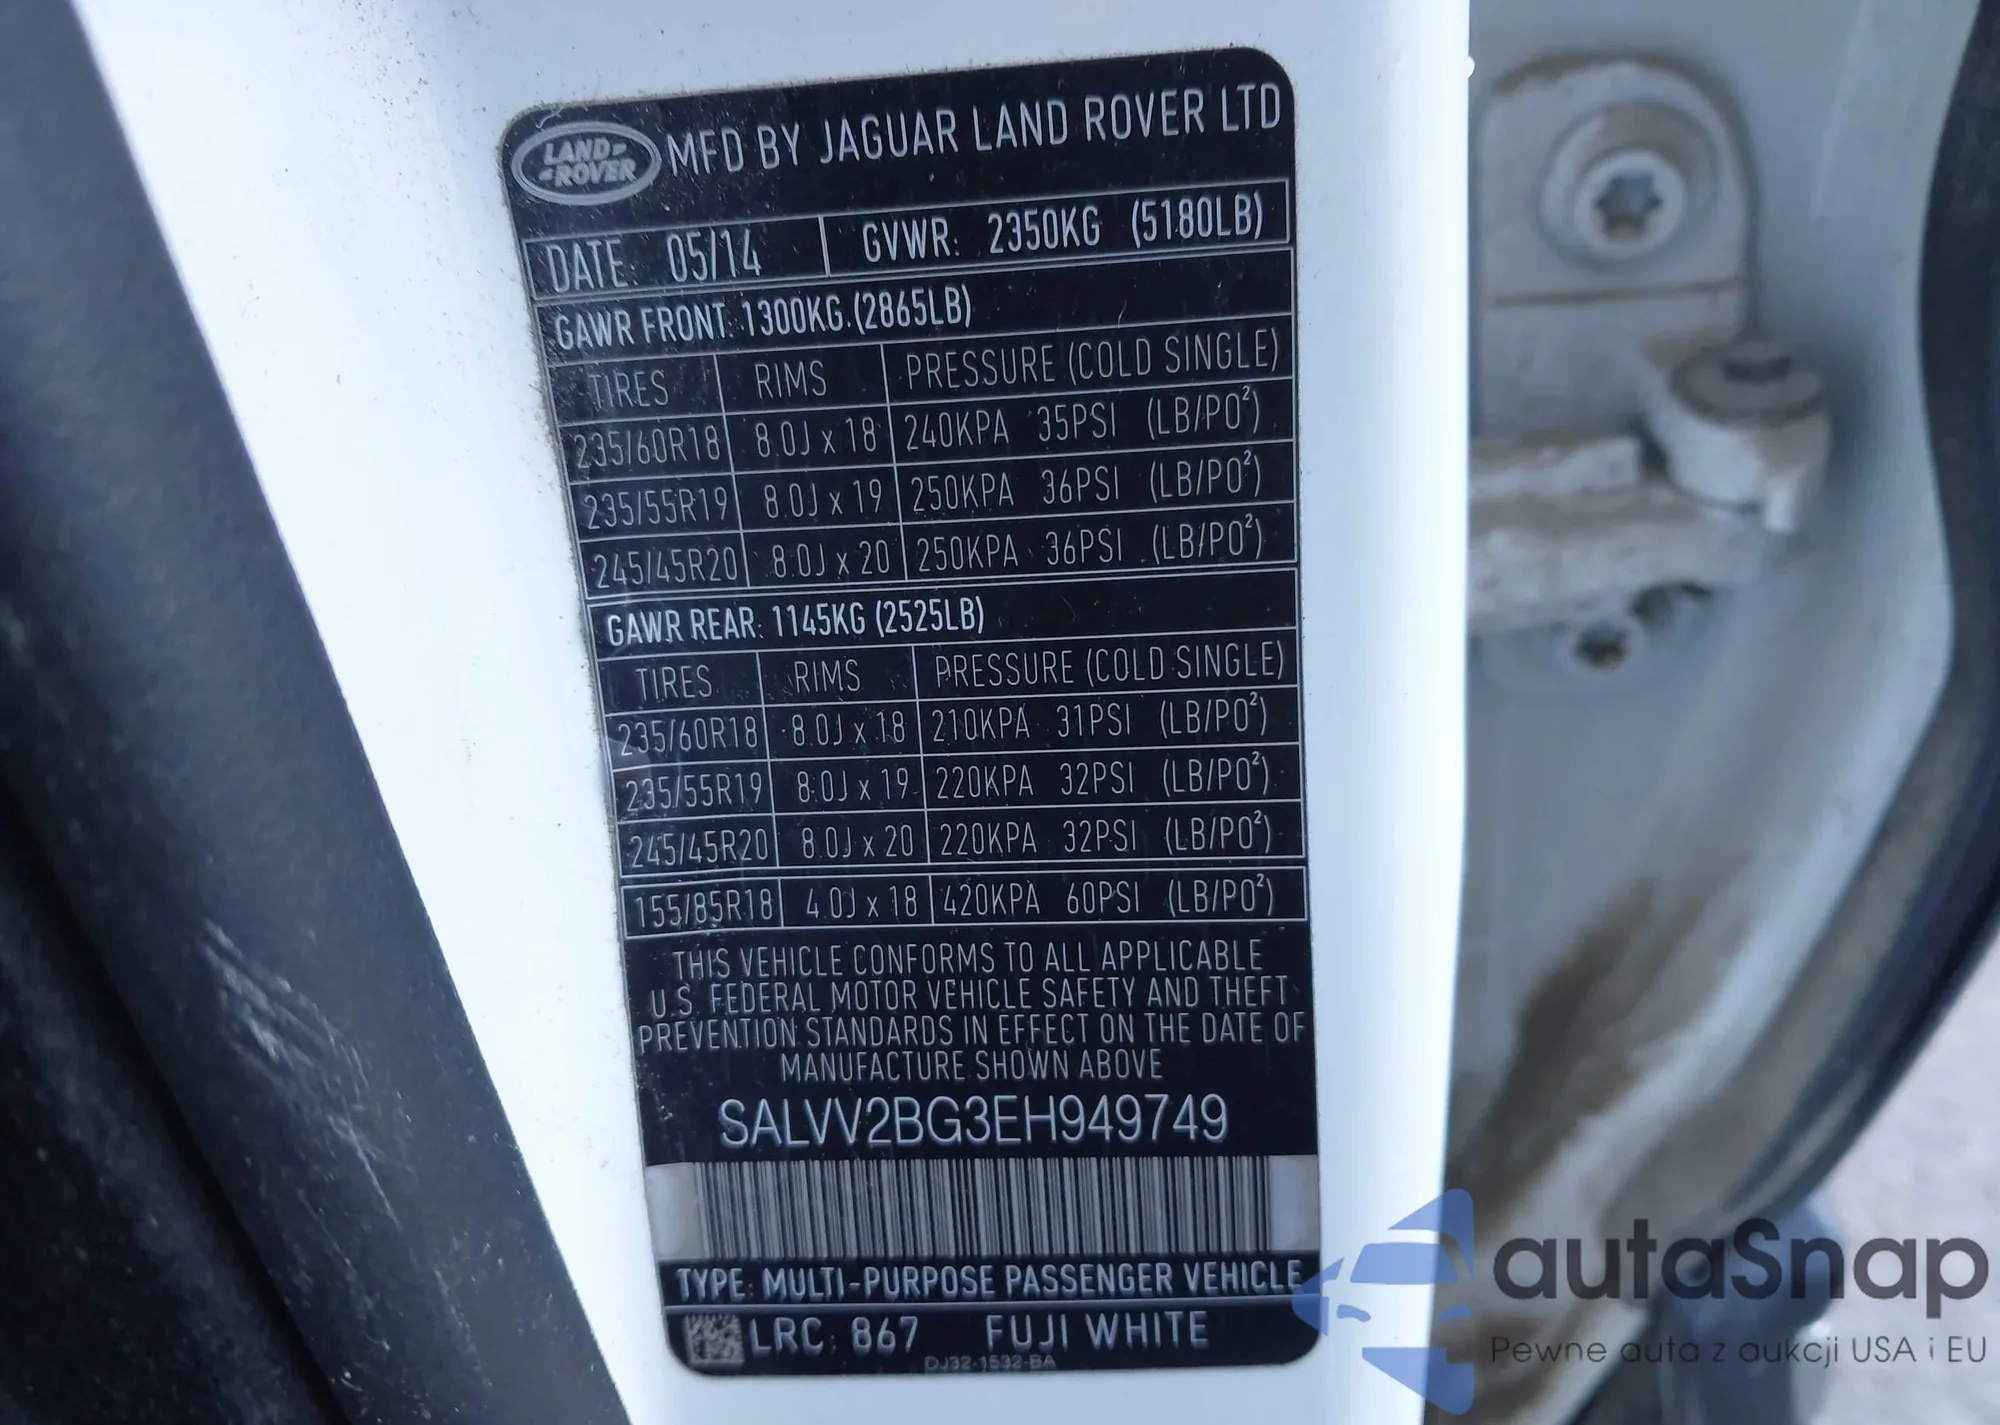 LAND ROVER MFD BY JAGUAR LAND ROVER LTD
DATE: 05/14 GVWR: 2350KG (5180LB)
GAWR FRONT: 1300KG (2865LB)
TIRES RIMS PRESSURE (COLD SINGLE)
235/60R18 8.0J x 18 240KPA 35PSI (LB/PO²)
235/55R19 8.0J x 19 250KPA 36PSI (LB/PO²)
245/45R20 8.0J x 20 250KPA 36PSI (LB/PO²)
GAWR REAR: 1145KG (2525LB)
TIRES RIMS PRESSURE (COLD SINGLE)
235/60R18 8.0J x 18 210KPA 31PSI (LB/PO²)
235/55R19 8.0J x 19 220KPA 32PSI (LB/PO²)
245/45R20 8.0J x 20 220KPA 32PSI (LB/PO²)
155/85R18 4.0J x 18 420KPA 60PSI (LB/PO²)
THIS VEHICLE CONFORMS TO ALL APPLICABLE
U.S. FEDERAL MOTOR VEHICLE SAFETY AND THEFT
PREVENTION STANDARDS IN EFFECT ON THE DATE OF
MANUFACTURE SHOWN ABOVE
SALVV2BG3EH949749
TYPE: MULTI-PURPOSE PASSENGER VEHICLE
LRC: 867 FUJI WHITE
DJ32-1532-BA
autaSnap
Pewne auta z aukcji USA i EU